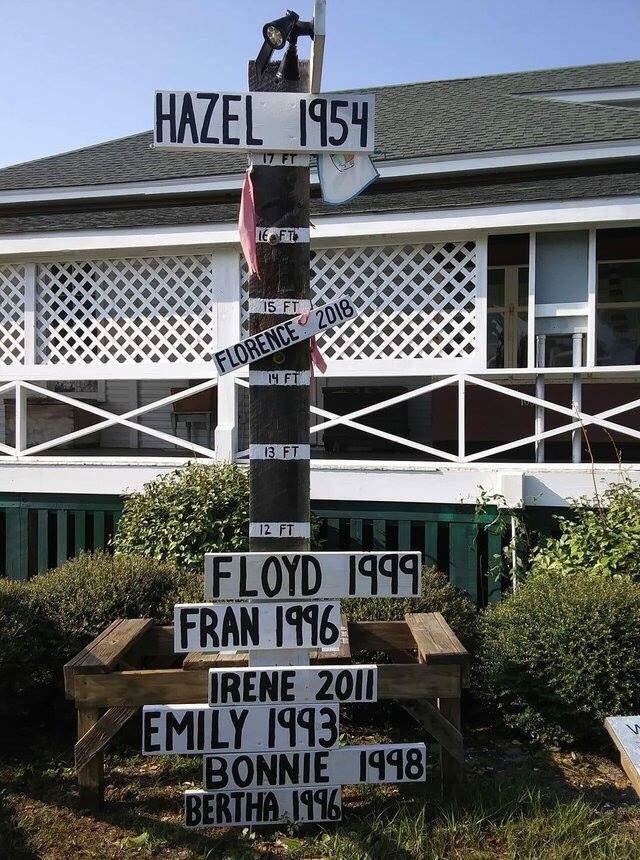 HAZEL 1954
17 FT
16 FT
15 FT
FLORENCE 2018
14 FT
13 FT
12 FT
FLOYD 1999
FRAN 1996
IRENE 2011
EMILY 1993
BONNIE 1998
BERTHA 1996